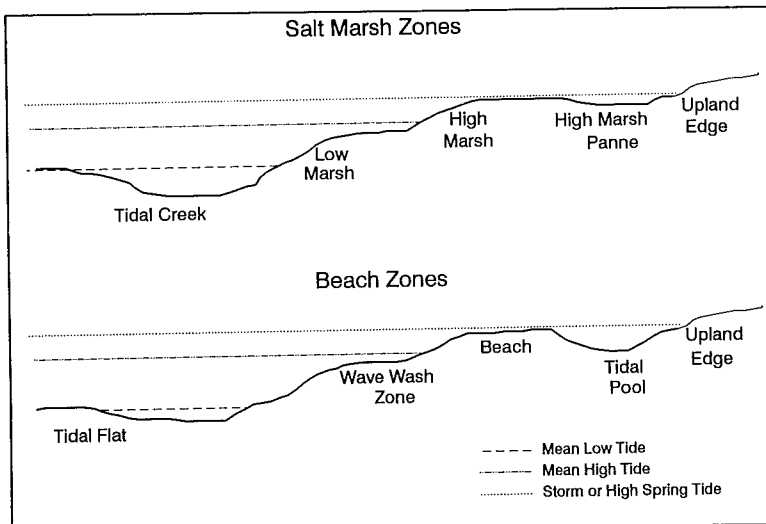 Salt Marsh Zones
Upland
Edge
High
Marsh
High Marsh
Panne
Low
Marsh
Tidal Creek
Beach Zones
Upland
Edge
Beach
Wave Wash
Zone
Tidal
Pool
Tidal Flat
Mean Low Tide
Mean High Tide
Storm or High Spring Tide